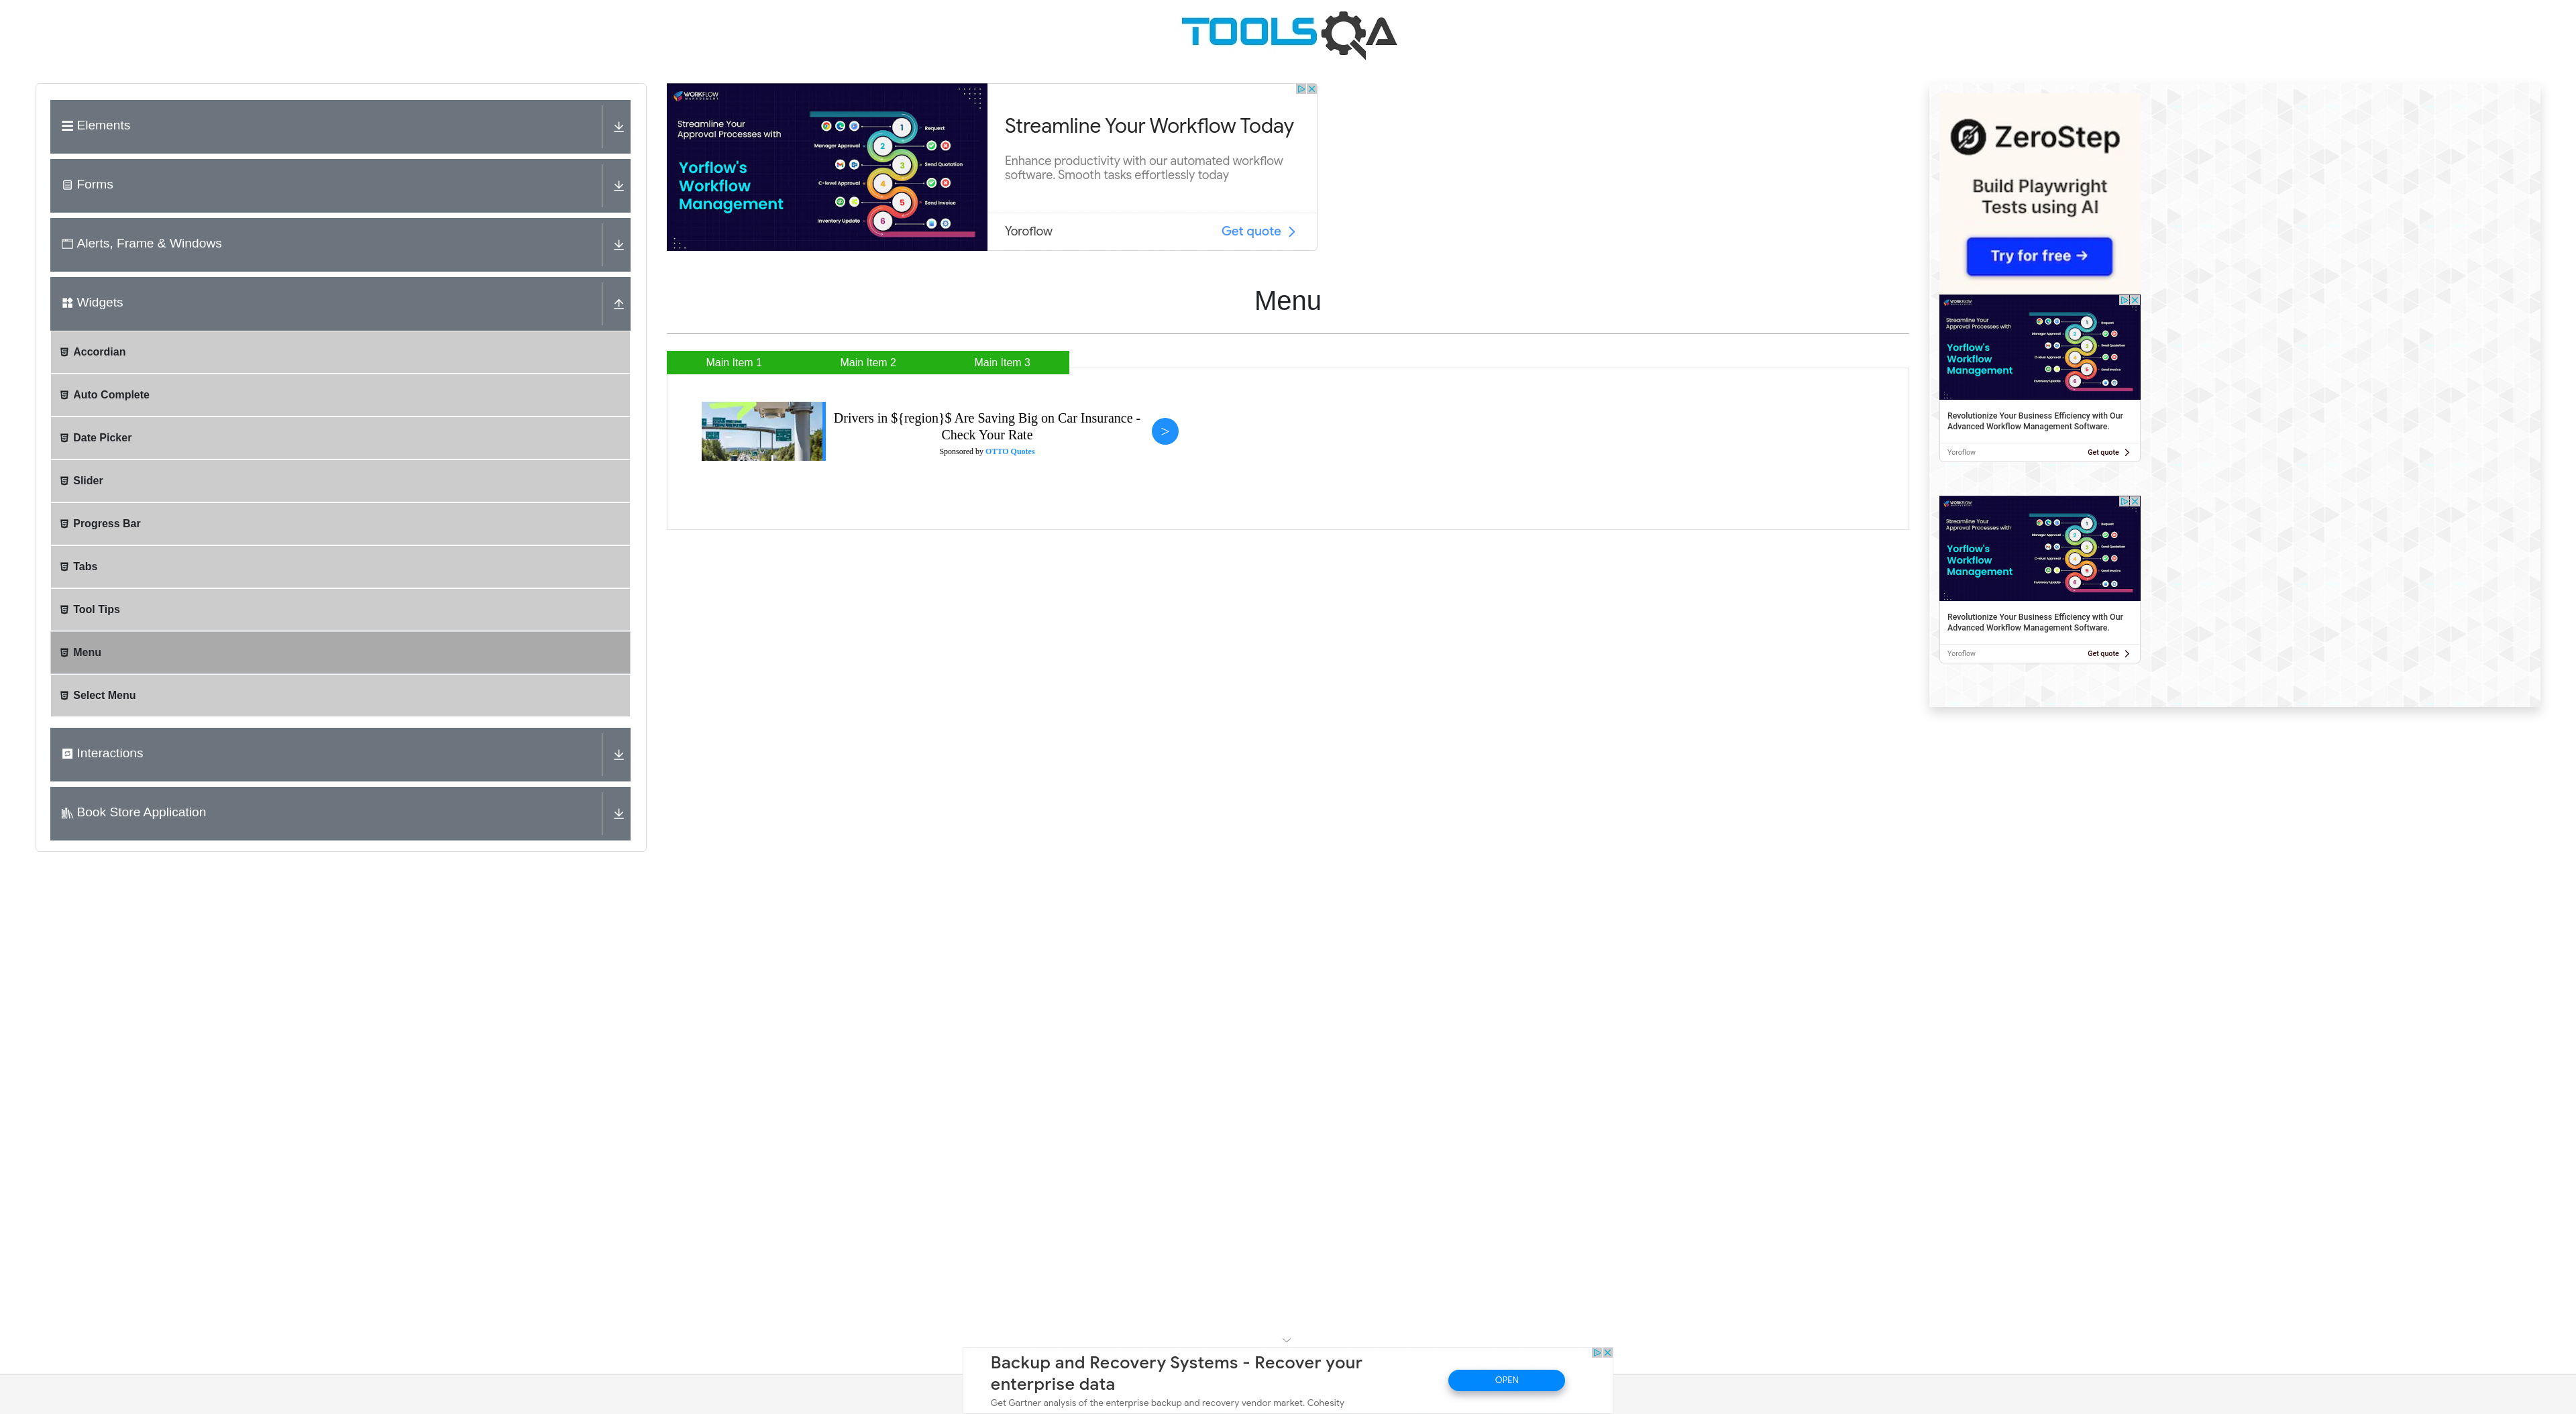 TOOLSQA
Elements
Forms
Alerts, Frame & Windows
Widgets
Accordian
Auto Complete
Date Picker
Slider
Progress Bar
Tabs
Tool Tips
Menu
Select Menu
Interactions
Book Store Application
WORKFLOW
MANAGEMENT
Streamline Your
Approval Processes with
Yorflow's
Workflow
Management
1
Request
Manager Approval
2
3
Send Quotation
C-level Approval
4
5
Send Invoice
Inventory Update
6
Streamline Your Workflow Today
Enhance productivity with our automated workflow
software. Smooth tasks effortlessly today
Yoroflow
Get quote
Menu
Main Item 1
Main Item 2
Main Item 3
Drivers in ${region}$ Are Saving Big on Car Insurance -
Check Your Rate
Sponsored by OTTO Quotes
>
ZeroStep
Build Playwright
Tests using AI
Try for free →
Streamline Your
Approval Processes with
Yorflow's
Workflow
Management
Revolutionize Your Business Efficiency with Our
Advanced Workflow Management Software.
Yoroflow
Get quote
Streamline Your
Approval Processes with
Yorflow's
Workflow
Management
Revolutionize Your Business Efficiency with Our
Advanced Workflow Management Software.
Yoroflow
Get quote
Backup and Recovery Systems - Recover your
enterprise data
Get Gartner analysis of the enterprise backup and recovery vendor market. Cohesity
OPEN